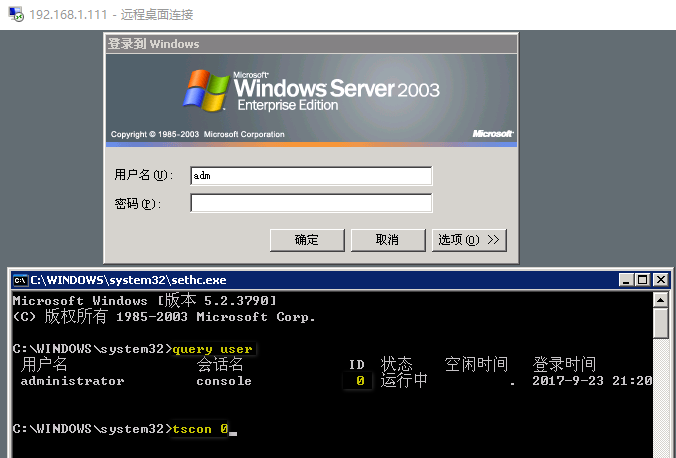 192.168.1.111 - 远程桌面连接
登录到 Windows
Microsoft
Windows Server 2003
Enterprise Edition
Copyright © 1985-2003 Microsoft Corporation
Microsoft
用户名(U):
adm
密码(P):
确定
取消
选项(O) >>
C:\WINDOWS\system32\sethc.exe
Microsoft Windows [版本 5.2.3790]
(C) 版权所有 1985-2003 Microsoft Corp.
C:\WINDOWS\system32>query user
用户名 会话名 ID 状态 空闲时间 登录时间
administrator console 0 运行中 . 2017-9-23 21:20
C:\WINDOWS\system32>tscon 0